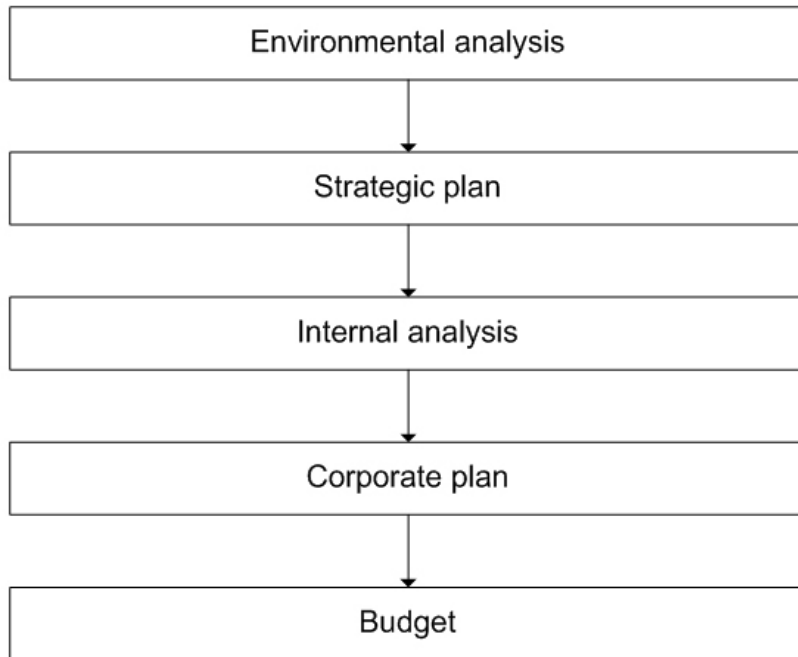 Environmental analysis
Strategic plan
Internal analysis
Corporate plan
Budget